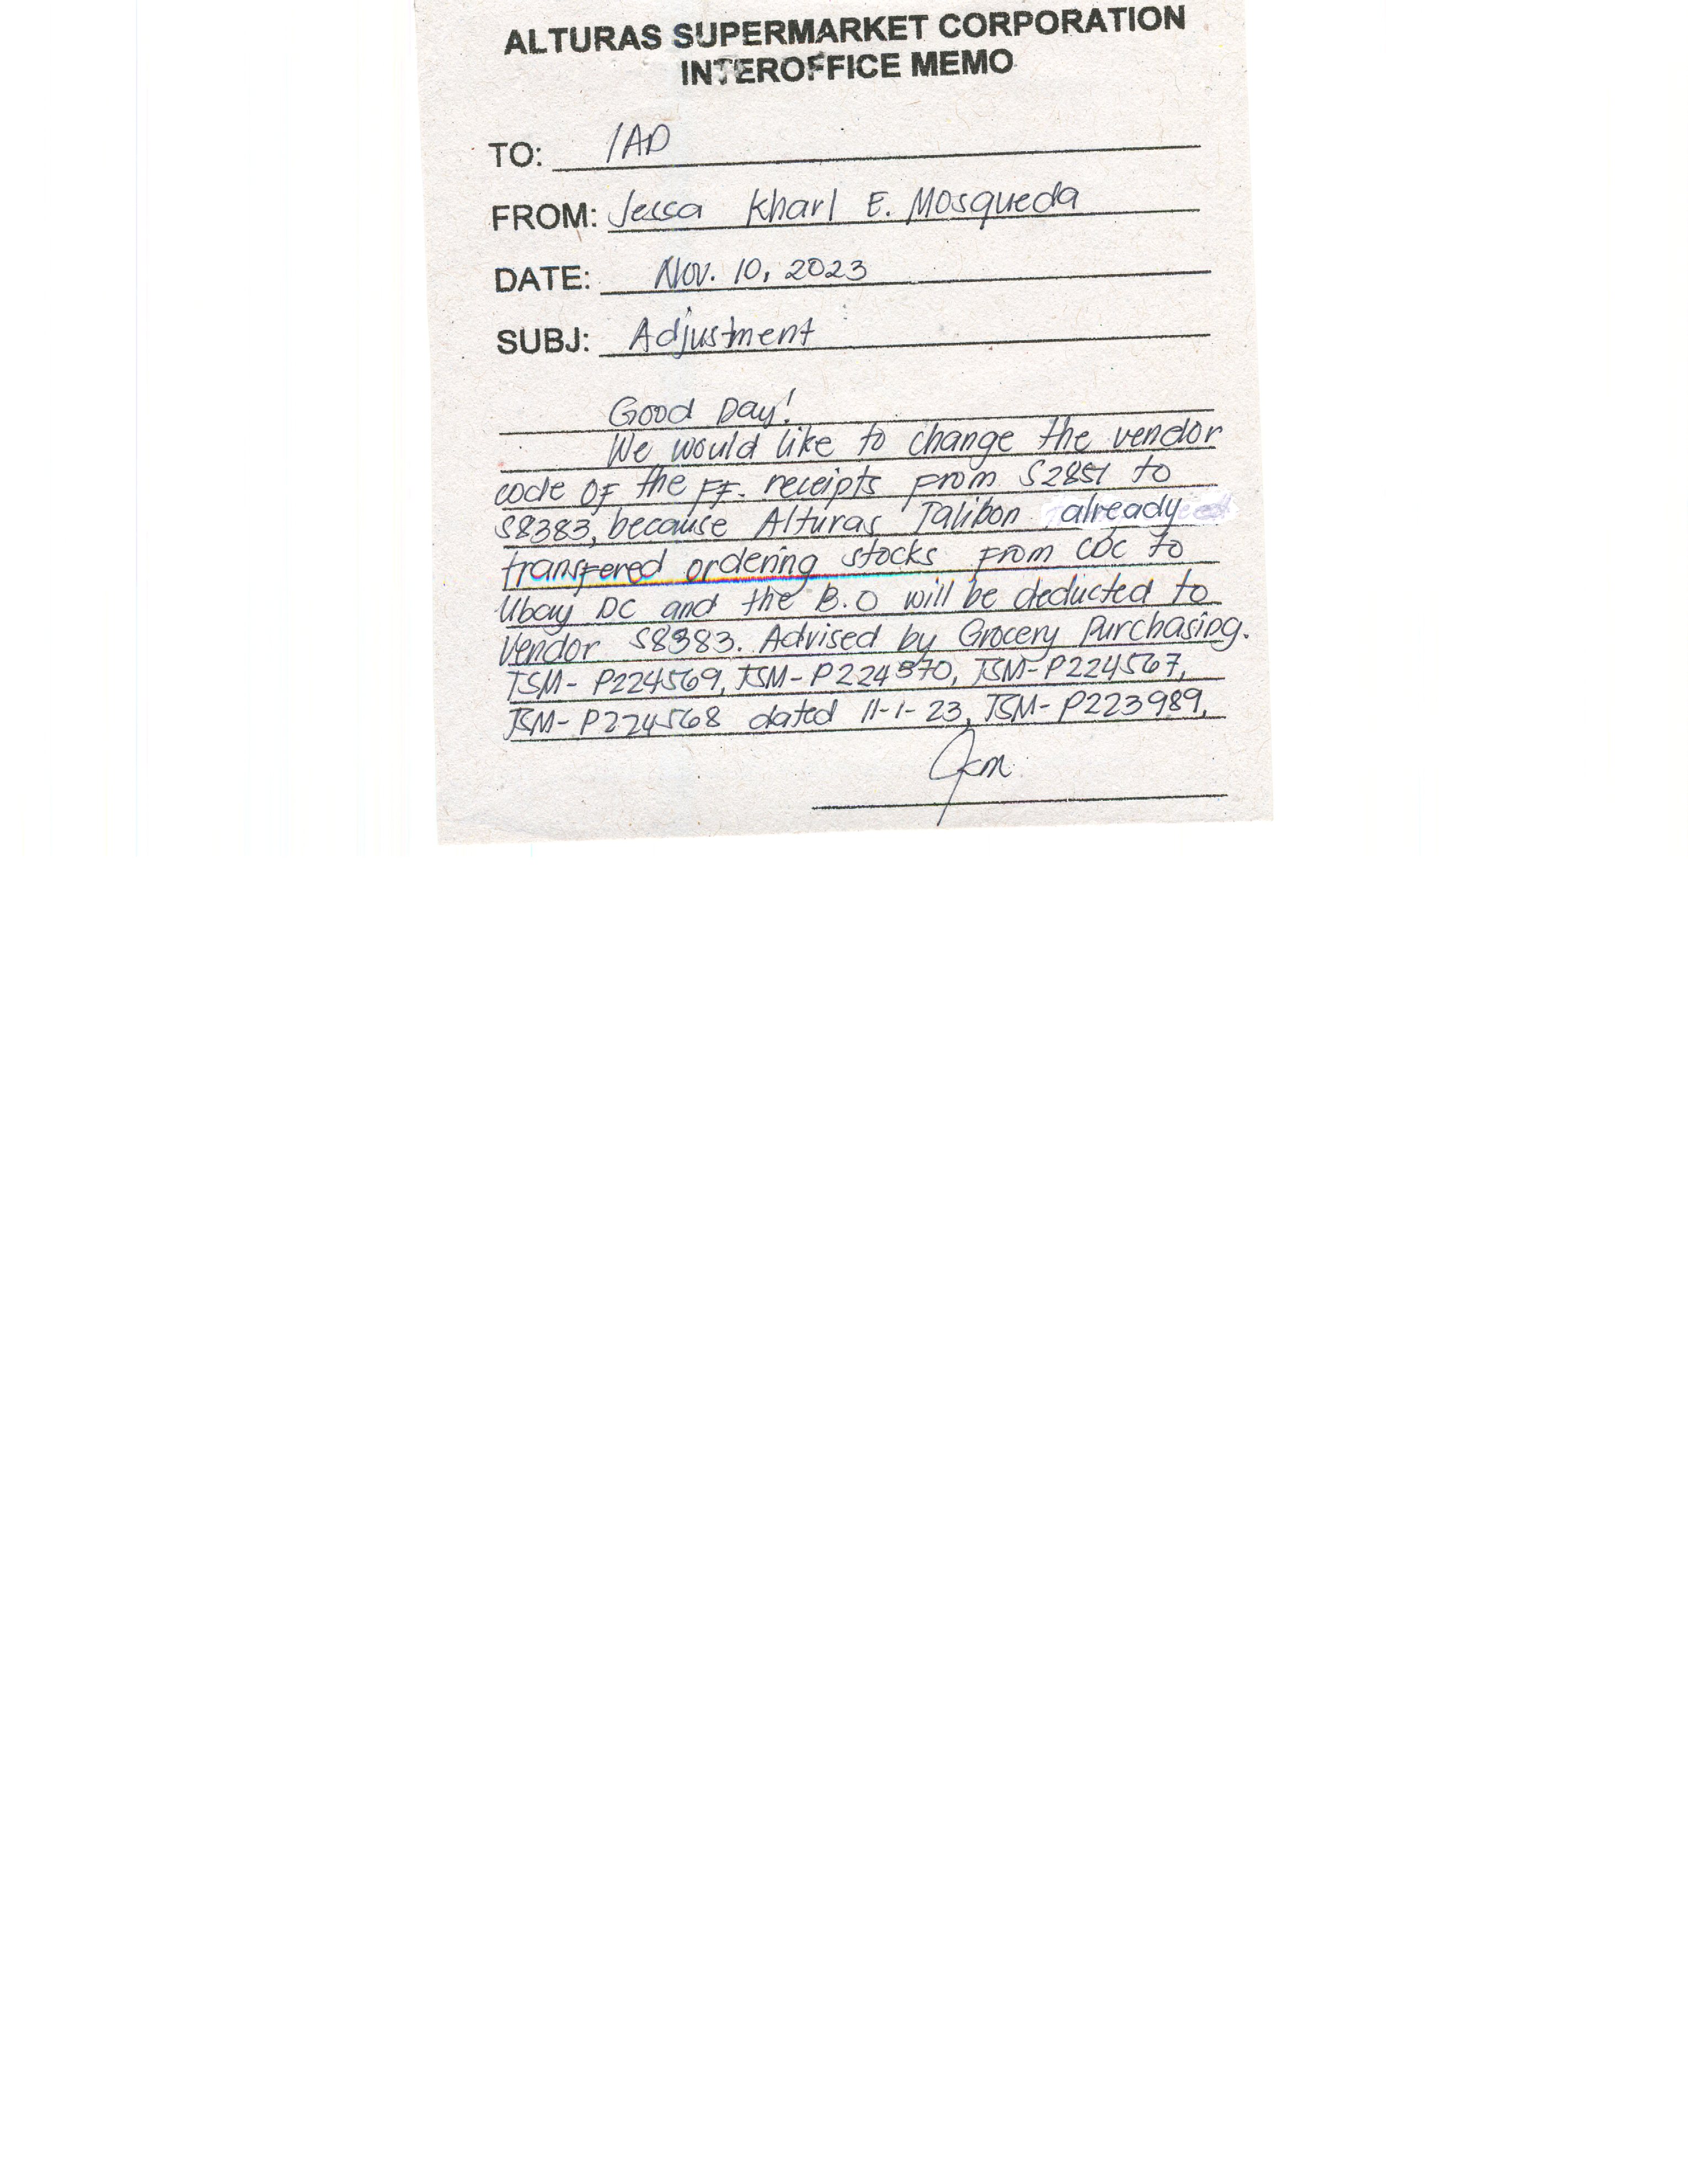 ALTURAS SUPERMARKET CORPORATION
INTEROFFICE MEMO
TO: IAD
FROM: Jessa Kharl E. Mosqueda
DATE: Nov. 10, 2023
SUBJ: Adjustment
Good Day!
We would like to change the vendor
code of the FF. receipts from S2851 to
S8383, because Alturas Talibon already
transfered ordering stocks from CDC to
Ubay DC and the B.O will be deducted to
Vendor S8383. Advised by Grocery Purchasing.
TSM-P224569, TSM-P224570, TSM-P224567,
TSM-P224568 dated 11-1-23, TSM-P223989,